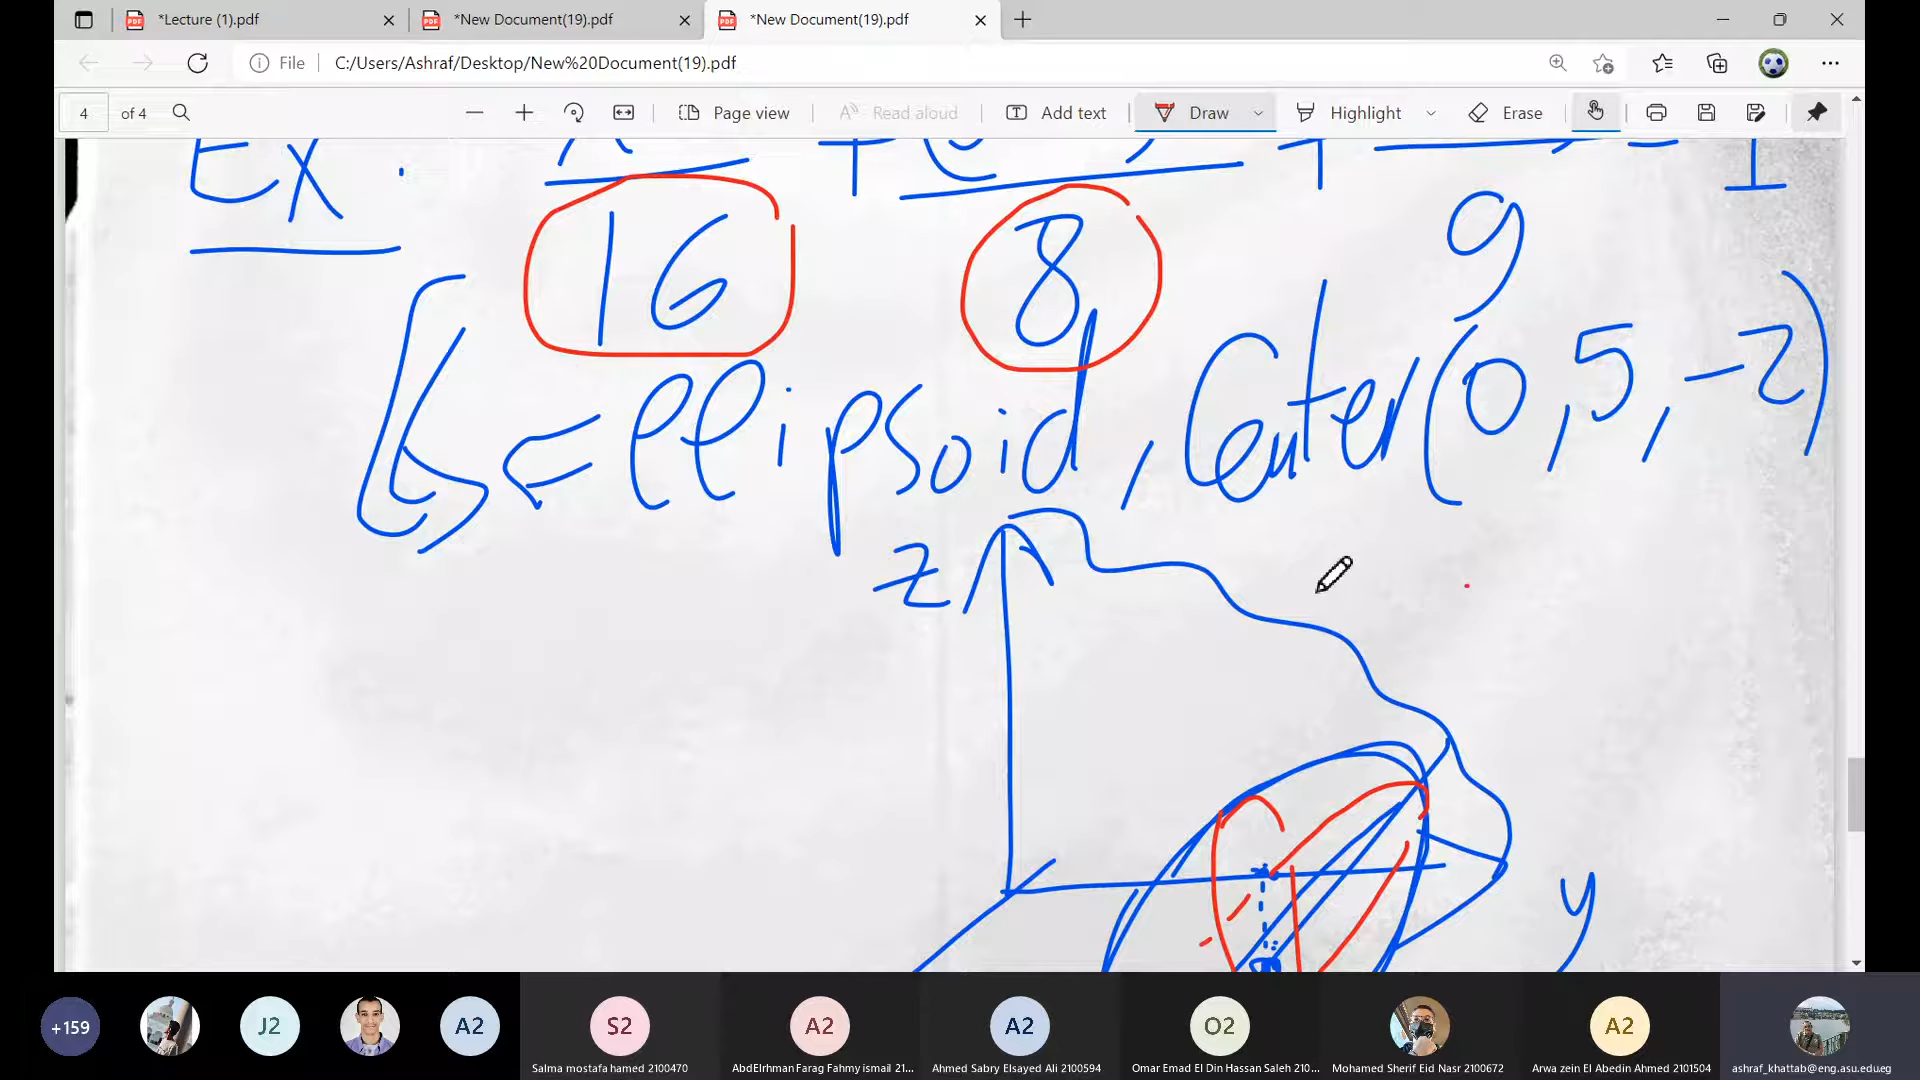 *Lecture (1).pdf
*New Document(19).pdf
*New Document(19).pdf
File
C:/Users/Ashraf/Desktop/New%20Document(19).pdf
4 of 4
Page view
Read aloud
Add text
Draw
Highlight
Erase
Ex.
+ + = 1
16 8 9
ellipsoid, Center (0, 5, -2)
z
y
+159
J2
A2
S2
A2
A2
O2
A2
Salma mostafa hamed 2100470
AbdElrhman Farag Fahmy ismail 21...
Ahmed Sabry Elsayed Ali 2100594
Omar Emad El Din Hassan Saleh 210...
Mohamed Sherif Eid Nasr 2100672
Arwa zein El Abedin Ahmed 2101504
ashraf_khattab@eng.asu.edu.eg